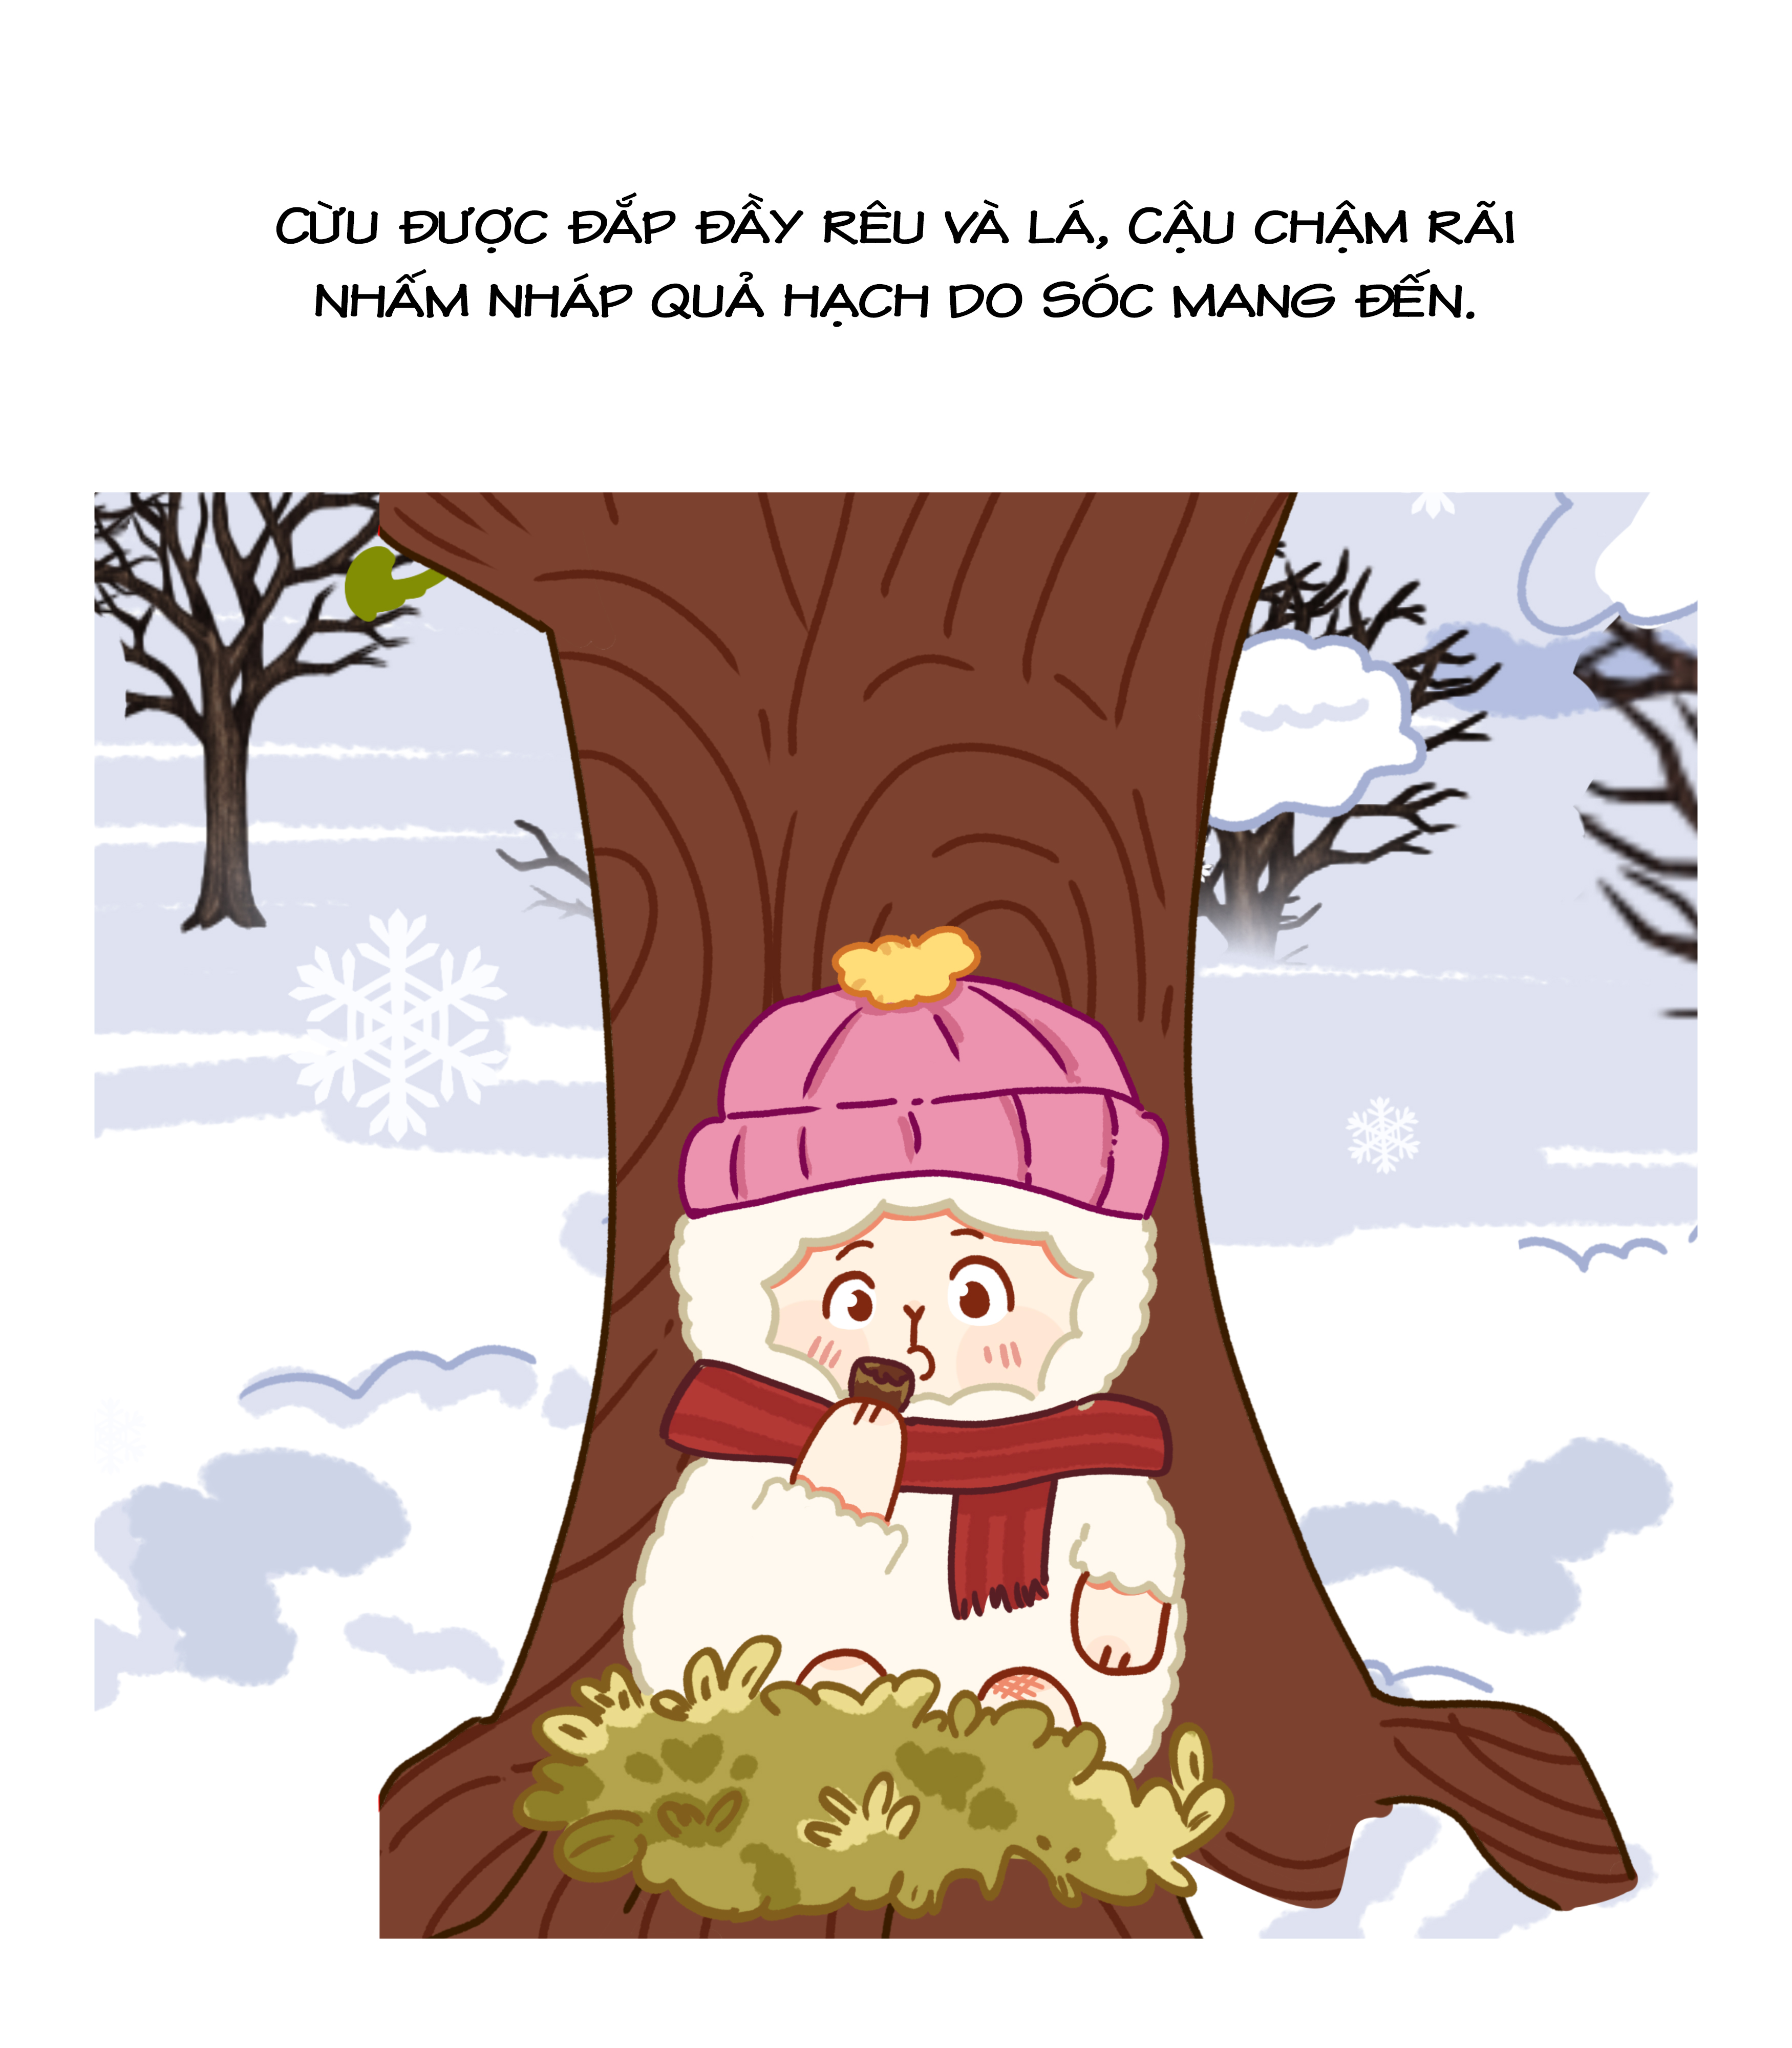 CỪU ĐƯỢC ĐẮP ĐẦY RÊU VÀ LÁ, CẬU CHẬM RÃI
NHẤM NHÁP QUẢ HẠCH DO SÓC MANG ĐẾN.